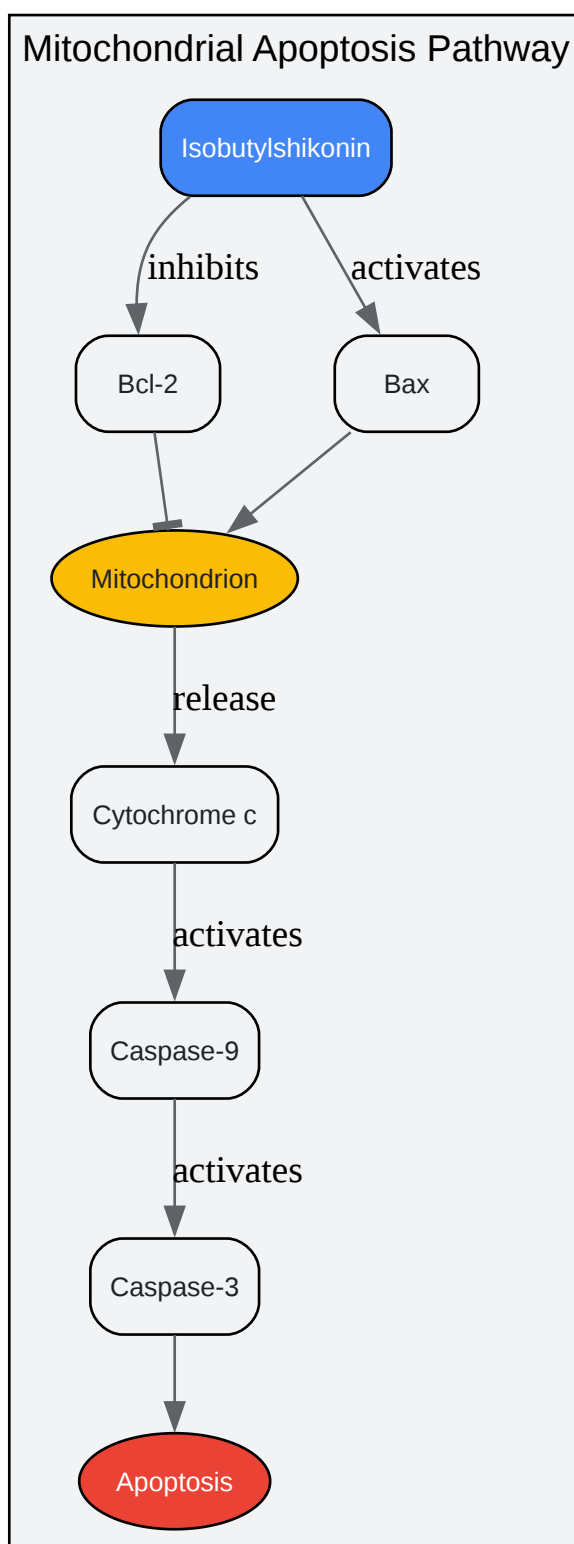 Mitochondrial Apoptosis Pathway
Isobutylshikonin
inhibits
activates
Bcl-2
Bax
Mitochondrion
release
Cytochrome c
activates
Caspase-9
activates
Caspase-3
Apoptosis